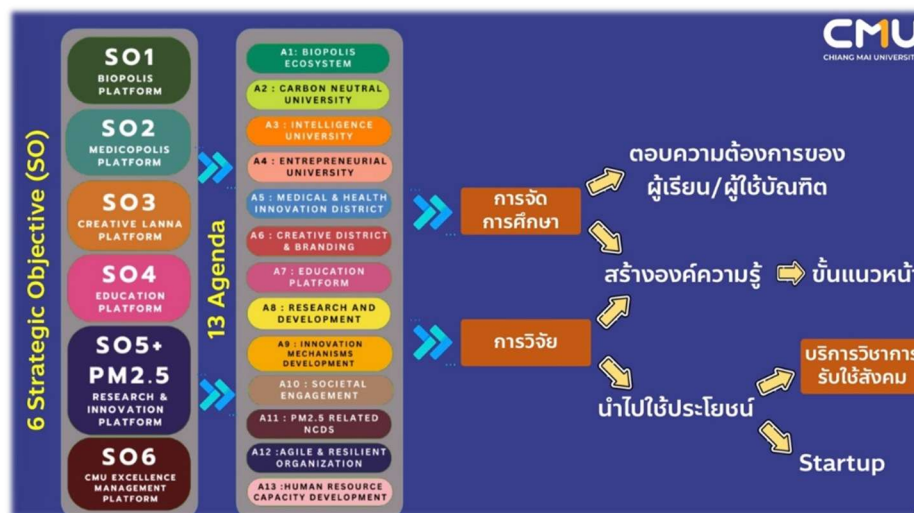 6 Strategic Objective (SO)
SO1
BIOPOLIS
PLATFORM
SO2
MEDICOPOLIS
PLATFORM
SO3
CREATIVE LANNA
PLATFORM
SO4
EDUCATION
PLATFORM
SO5+
PM2.5
RESEARCH &
INNOVATION
PLATFORM
SO6
CMU EXCELLENCE
MANAGEMENT
PLATFORM
13 Agenda
A1: BIOPOLIS
ECOSYSTEM
A2 : CARBON NEUTRAL
UNIVERSITY
A3 : INTELLIGENCE
UNIVERSITY
A4 : ENTREPRENEURIAL
UNIVERSITY
A5 : MEDICAL & HEALTH
INNOVATION DISTRICT
A6 : CREATIVE DISTRICT
& BRANDING
A7 : EDUCATION
PLATFORM
A8 : RESEARCH AND
DEVELOPMENT
A9 : INNOVATION
MECHANISMS
DEVELOPMENT
A10 : SOCIETAL
ENGAGEMENT
A11 : PM2.5 RELATED
NCDS
A12 :AGILE & RESILIENT
ORGANIZATION
A13 :HUMAN RESOURCE
CAPACITY DEVELOPMENT
CMU
CHIANG MAI UNIVERSITY
การจัด
การศึกษา
ตอบความต้องการของ
ผู้เรียน/ผู้ใช้บัณฑิต
สร้างองค์ความรู้
ขั้นแนวหน้า
การวิจัย
นำไปใช้ประโยชน์
บริการวิชาการ
รับใช้สังคม
Startup